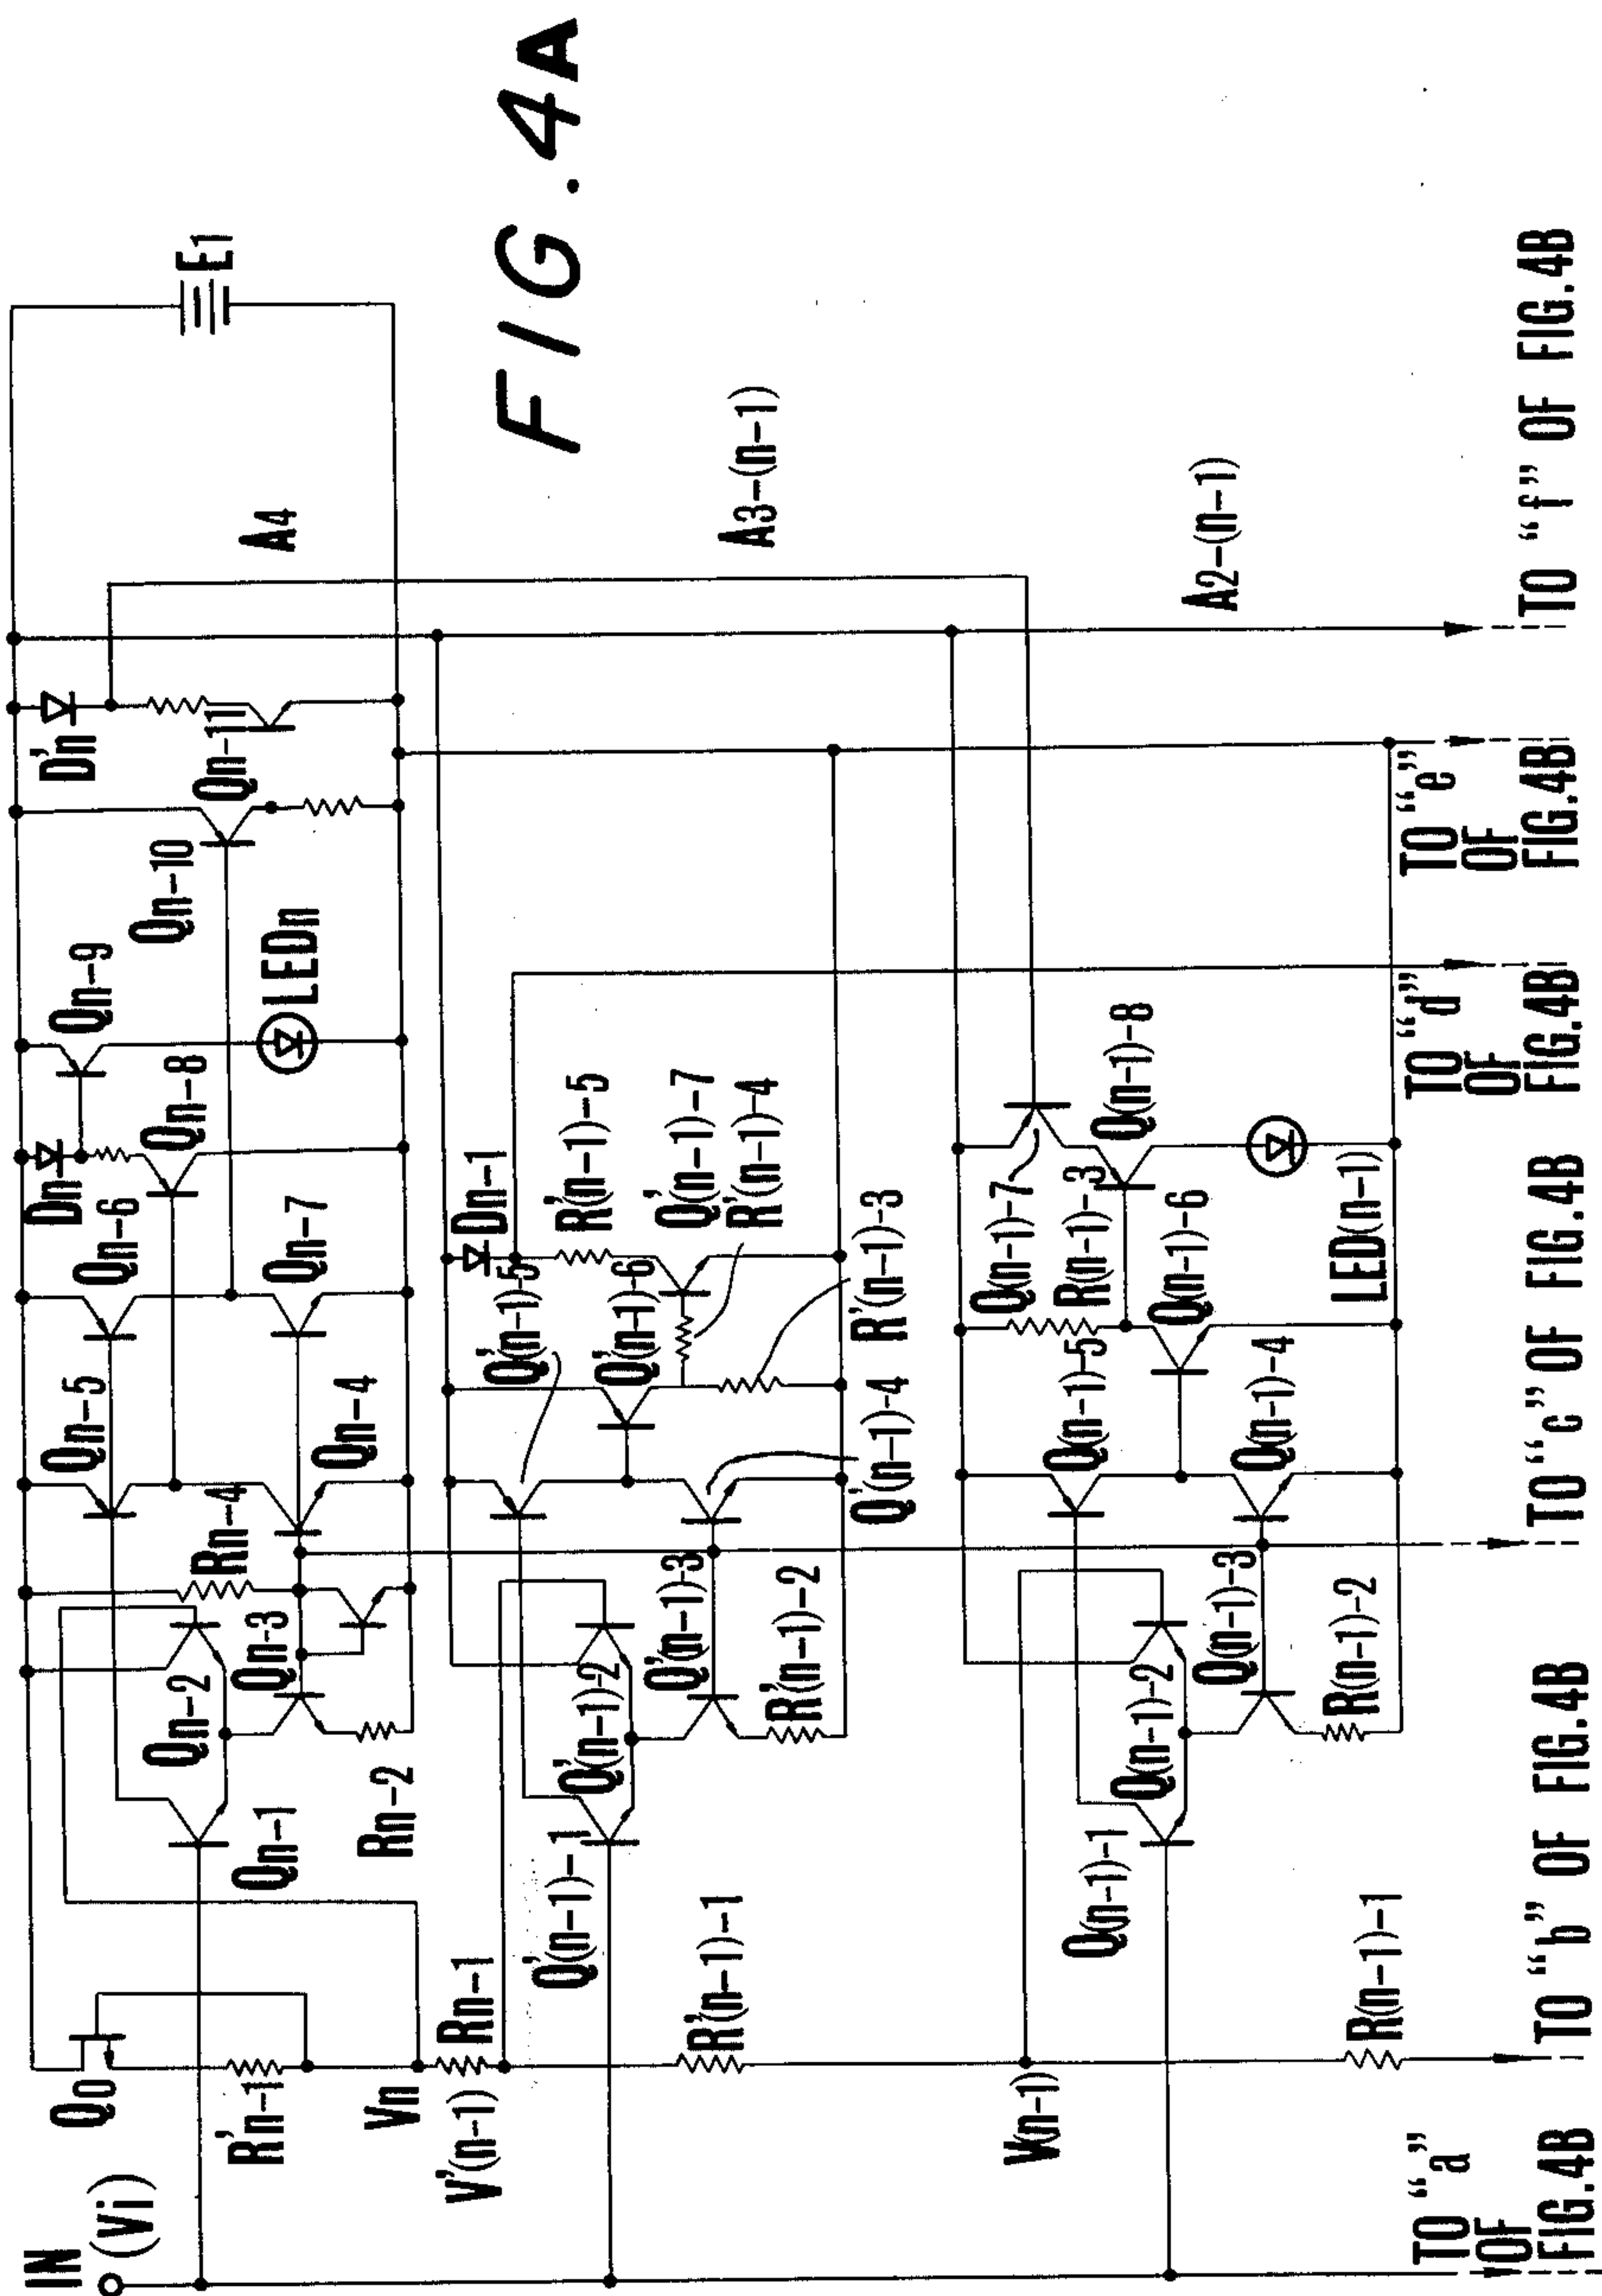 FIG. 4A
IN
(Vi)
Q0
R'n-1
Vn
Rn-1
V'(n-1)
R'(n-1)-1
V(n-1)
R(n-1)-1
Qn-1
Qn-2
Qn-3
Rn-2
Rn-4
Qn-4
Qn-5
Qn-6
Qn-7
Dn
Qn-8
Qn-9
LEDn
Qn-10
Qn-11
D'n
E1
A4
Q'(n-1)-1
Q'(n-1)-2
Q'(n-1)-3
R'(n-1)-2
Q'(n-1)-4
Q'(n-1)-5
Q'(n-1)-6
R'(n-1)-3
Dn-1
R'(n-1)-5
Q'(n-1)-7
R'(n-1)-4
A3-(n-1)
Q(n-1)-1
Q(n-1)-2
Q(n-1)-3
R(n-1)-2
Q(n-1)-4
Q(n-1)-5
Q(n-1)-6
R(n-1)-3
Q(n-1)-7
Q(n-1)-8
LED(n-1)
A2-(n-1)
TO "a"
OF
FIG.4B
TO "b" OF FIG.4B
TO "c" OF FIG.4B
TO "d"
OF
FIG.4B
TO "e"
OF
FIG.4B
TO "f" OF FIG.4B